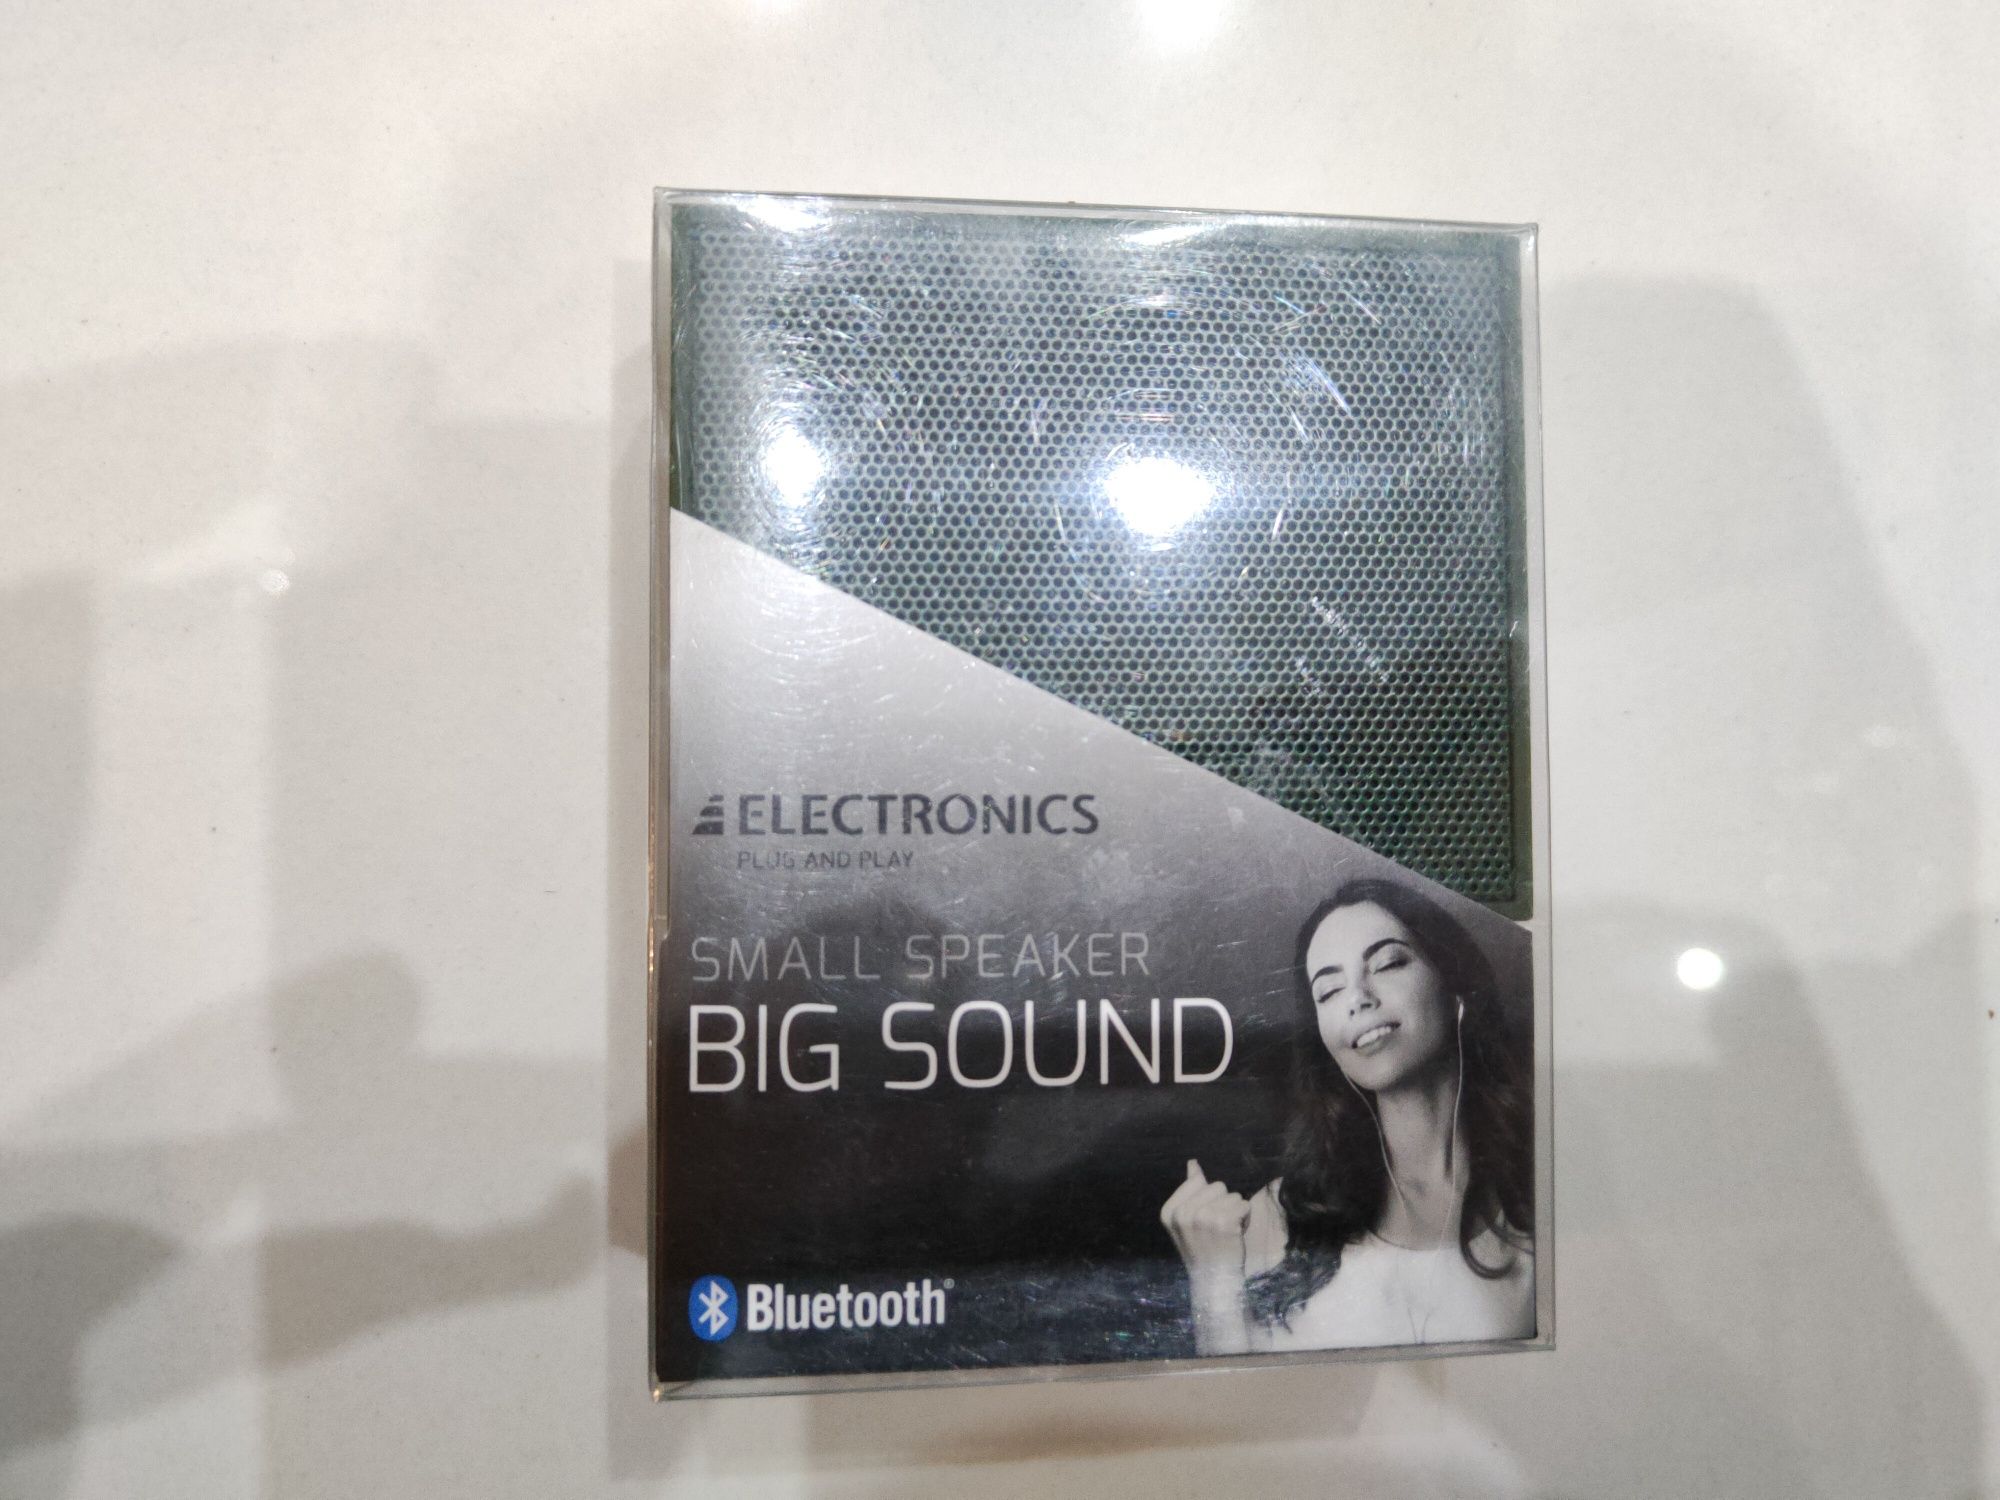 ELECTRONICS
PLUG AND PLAY
SMALL SPEAKER
BIG SOUND
Bluetooth®